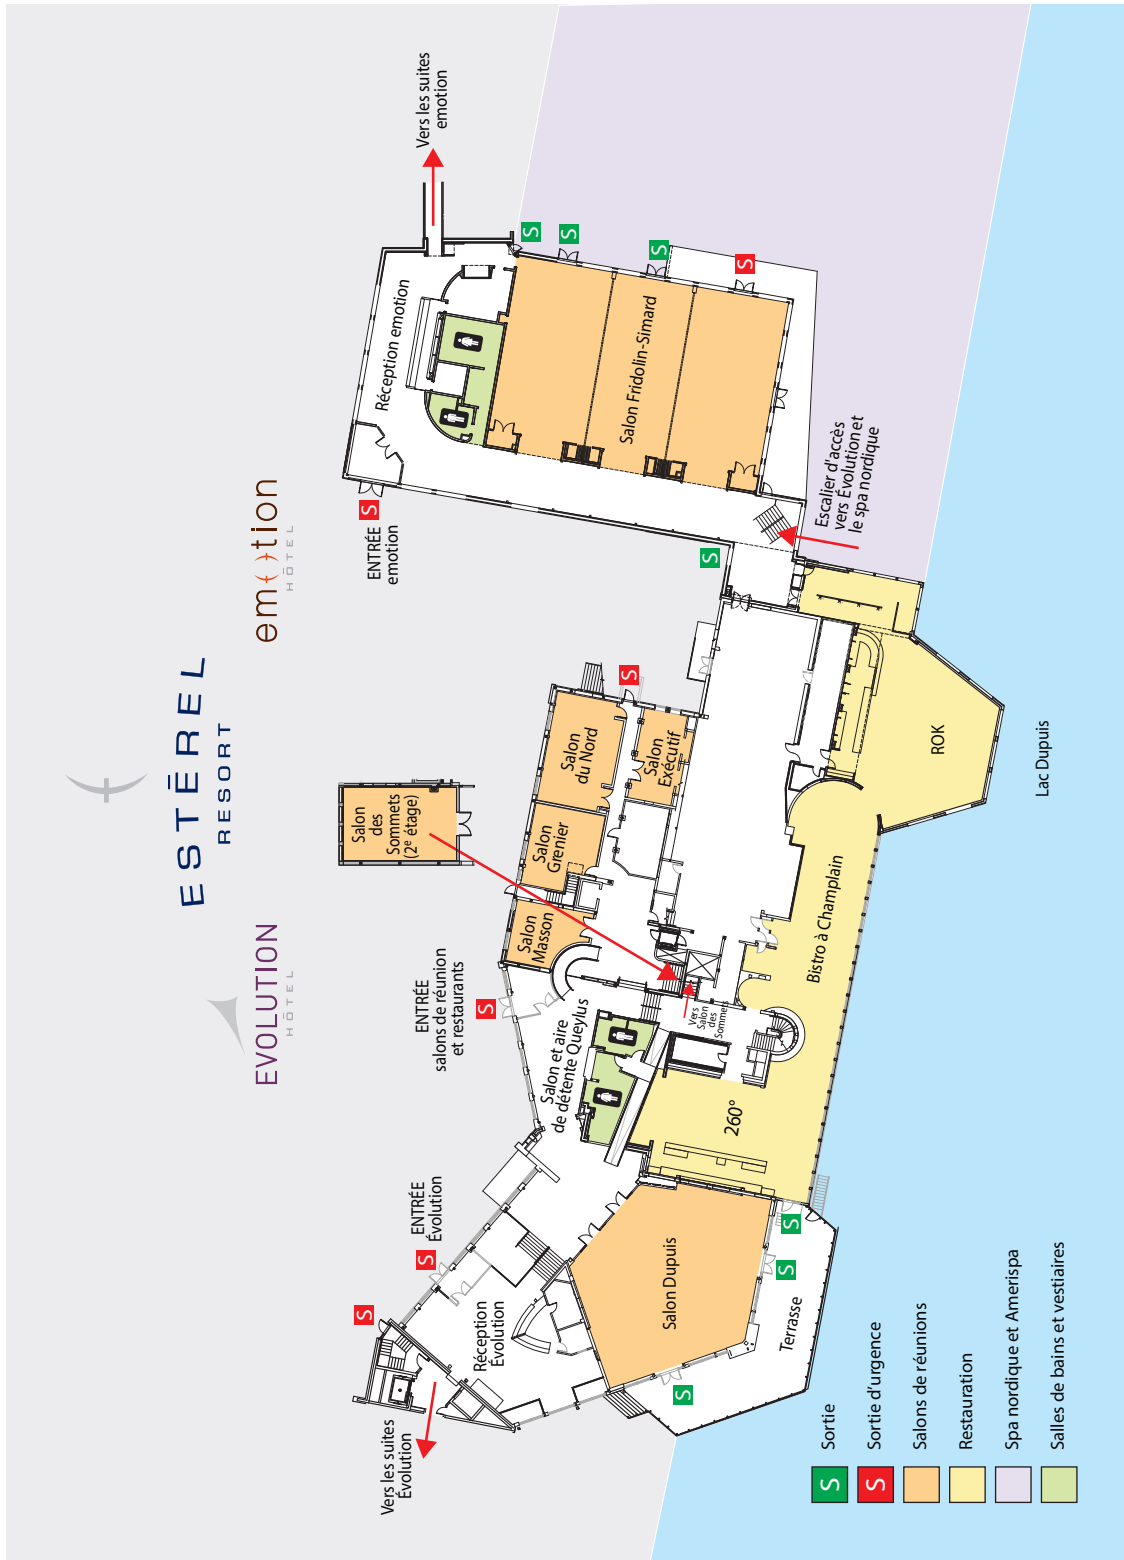 ESTÉREL
RESORT
EVOLUTION
HÔTEL
em( )tion
HÔTEL
Vers les suites
Évolution
ENTRÉE
Évolution
S
S
Réception
Évolution
ENTRÉE
salons de réunion
et restaurants
S
Salon et aire
de détente Queylus
Salon
des
Sommets
(2e étage)
Salon
Masson
Salon
Grenier
Salon
du Nord
Salon
Exécutif
S
Vers
Salon
des
Sommets
ENTRÉE
emotion
S
Réception emotion
Vers les suites
emotion
S
S
S
S
Salon Fridolin-Simard
S
Escalier d'accès
vers Évolution et
le spa nordique
Salon Dupuis
260°
Bistro à Champlain
ROK
Terrasse
S
S
S
Lac Dupuis
S Sortie
S Sortie d'urgence
Salons de réunions
Restauration
Spa nordique et Amerispa
Salles de bains et vestiaires